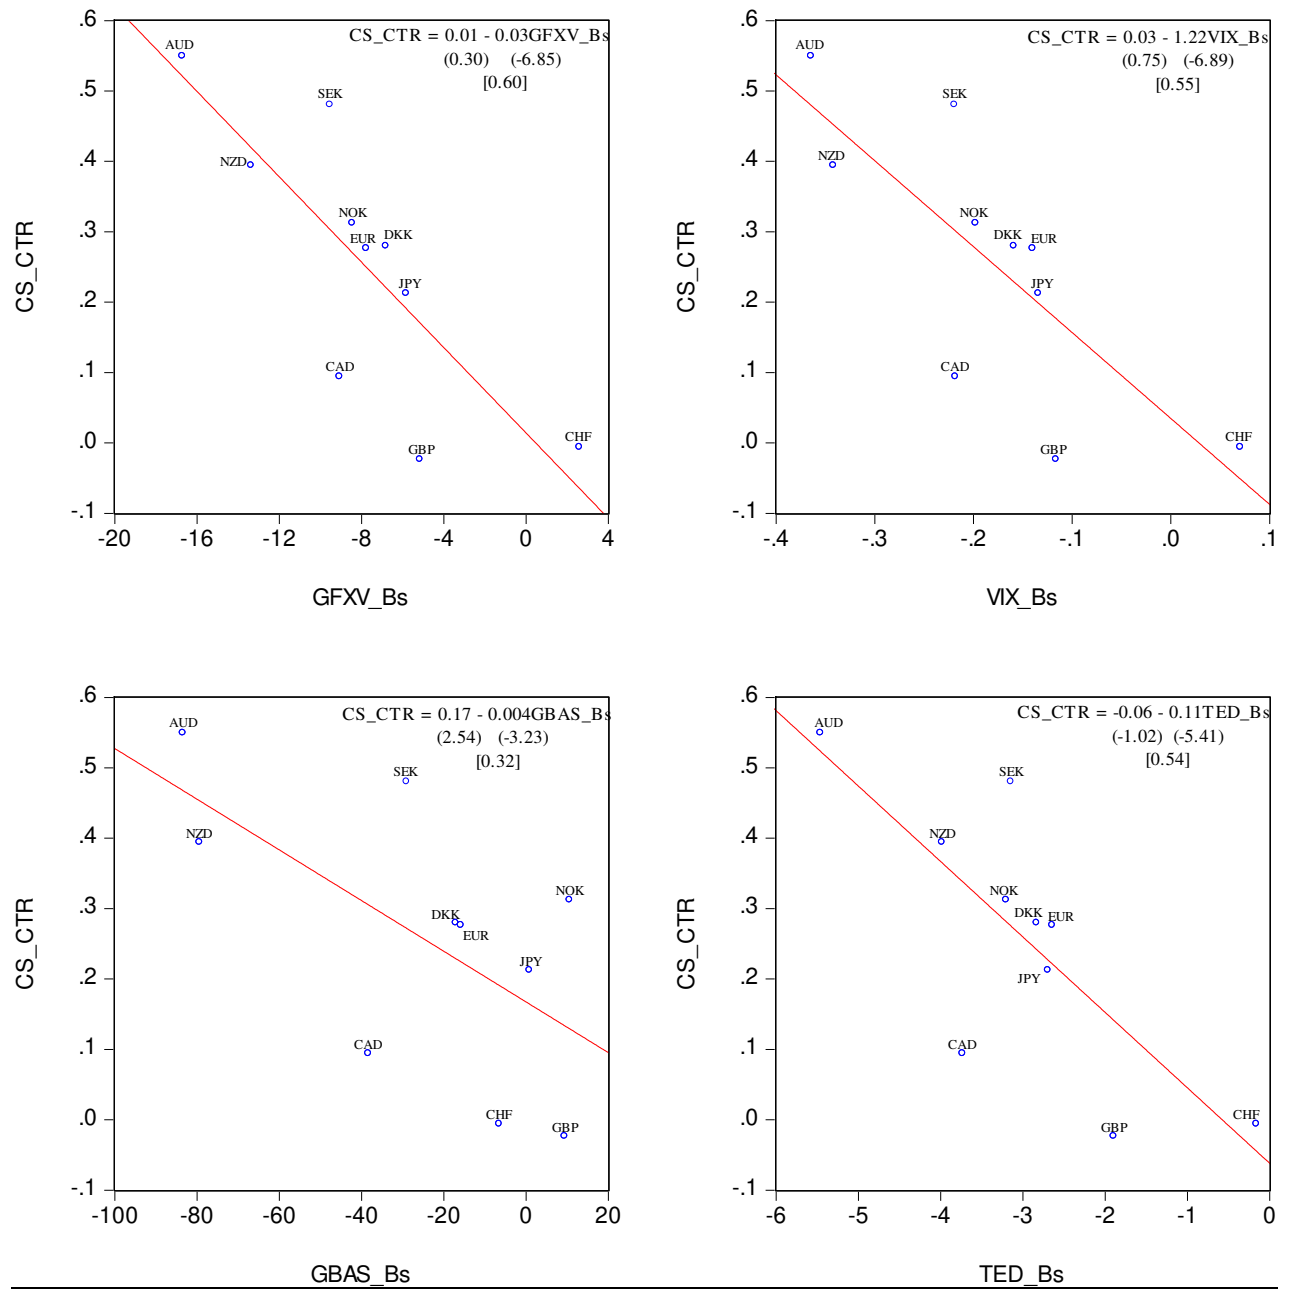 .6
CS_CTR = 0.01 - 0.03GFXV_Bs
(0.30) (-6.85)
[0.60]
AUD
.5
SEK
.4
NZD
.3
NOK
EUR DKK
.2
JPY
.1
CAD
.0
GBP
CHF
-.1
-20 -16 -12 -8 -4 0 4
CS_CTR
GFXV_Bs
.6
CS_CTR = 0.03 - 1.22VIX_Bs
(0.75) (-6.89)
[0.55]
AUD
.5
SEK
.4
NZD
.3
NOK
DKK EUR
.2
JPY
.1
CAD
.0
GBP
CHF
-.1
-.4 -.3 -.2 -.1 .0 .1
CS_CTR
VIX_Bs
.6
CS_CTR = 0.17 - 0.004GBAS_Bs
(2.54) (-3.23)
[0.32]
AUD
.5
SEK
.4
NZD
.3
NOK
DKK
EUR
.2
JPY
.1
CAD
.0
CHF
GBP
-.1
-100 -80 -60 -40 -20 0 20
CS_CTR
GBAS_Bs
.6
CS_CTR = -0.06 - 0.11TED_Bs
(-1.02) (-5.41)
[0.54]
AUD
.5
SEK
.4
NZD
.3
NOK
DKK EUR
.2
JPY
.1
CAD
.0
GBP
CHF
-.1
-6 -5 -4 -3 -2 -1 0
CS_CTR
TED_Bs